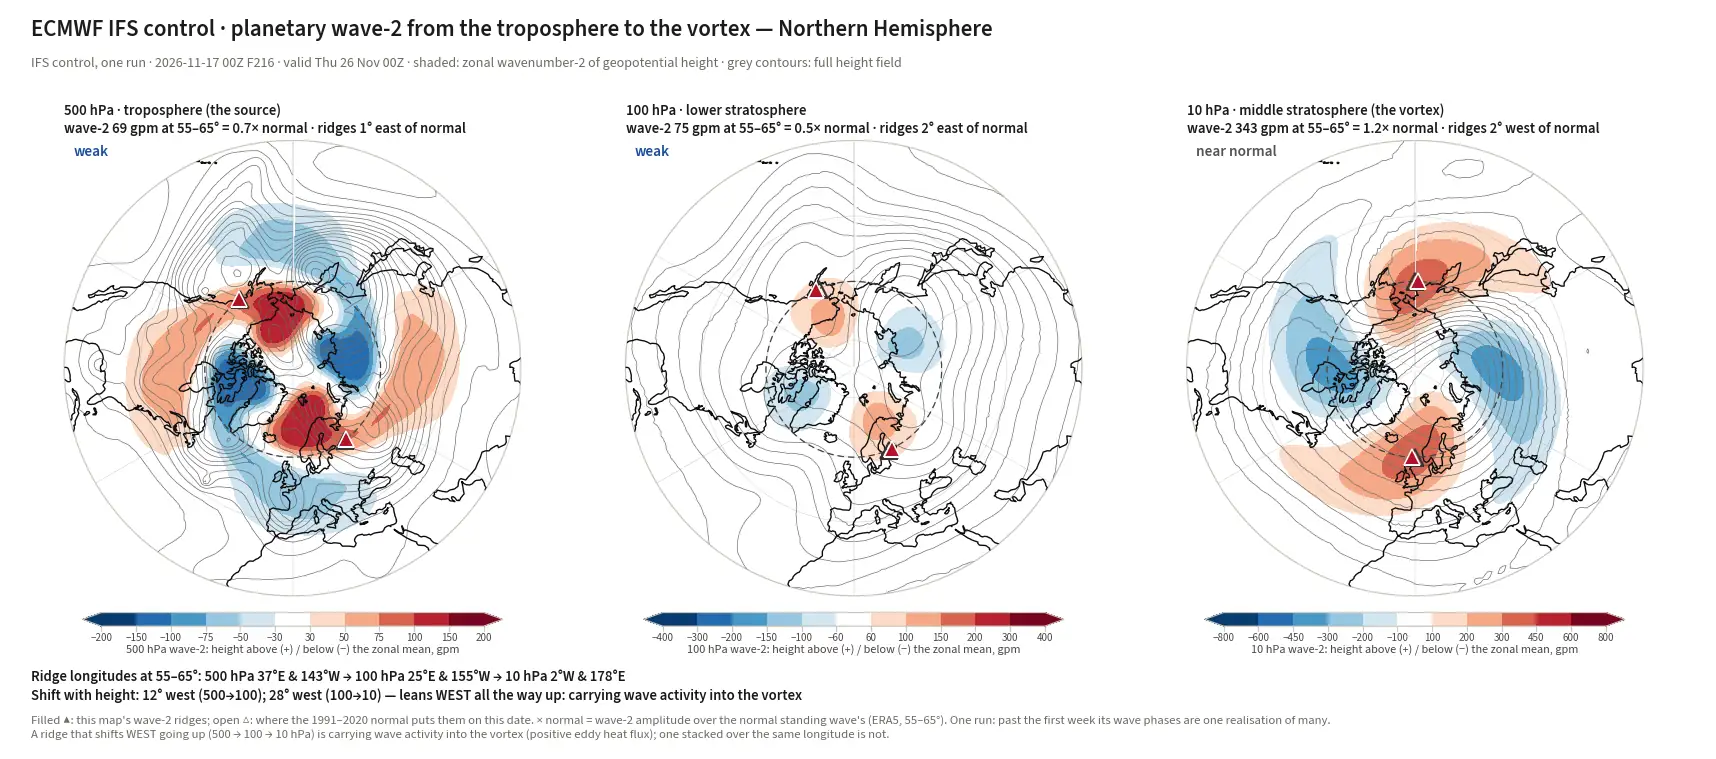 ECMWF IFS control · planetary wave-2 from the troposphere to the vortex — Northern Hemisphere
IFS control, one run · 2026-11-17 00Z F216 · valid Thu 26 Nov 00Z · shaded: zonal wavenumber-2 of geopotential height · grey contours: full height field
500 hPa · troposphere (the source)
wave-2 69 gpm at 55–65° = 0.7× normal · ridges 1° east of normal
weak
100 hPa · lower stratosphere
wave-2 75 gpm at 55–65° = 0.5× normal · ridges 2° east of normal
weak
10 hPa · middle stratosphere (the vortex)
wave-2 343 gpm at 55–65° = 1.2× normal · ridges 2° west of normal
near normal
−200 −150 −100 −75 −50 −30 30 50 75 100 150 200
500 hPa wave-2: height above (+) / below (−) the zonal mean, gpm
−400 −300 −200 −150 −100 −60 60 100 150 200 300 400
100 hPa wave-2: height above (+) / below (−) the zonal mean, gpm
−800 −600 −450 −300 −200 −100 100 200 300 450 600 800
10 hPa wave-2: height above (+) / below (−) the zonal mean, gpm
Ridge longitudes at 55–65°: 500 hPa 37°E & 143°W → 100 hPa 25°E & 155°W → 10 hPa 2°W & 178°E
Shift with height: 12° west (500→100); 28° west (100→10) — leans WEST all the way up: carrying wave activity into the vortex
Filled ▲: this map's wave-2 ridges; open △: where the 1991–2020 normal puts them on this date. × normal = wave-2 amplitude over the normal standing wave's (ERA5, 55–65°). One run: past the first week its wave phases are one realisation of many.
A ridge that shifts WEST going up (500 → 100 → 10 hPa) is carrying wave activity into the vortex (positive eddy heat flux); one stacked over the same longitude is not.